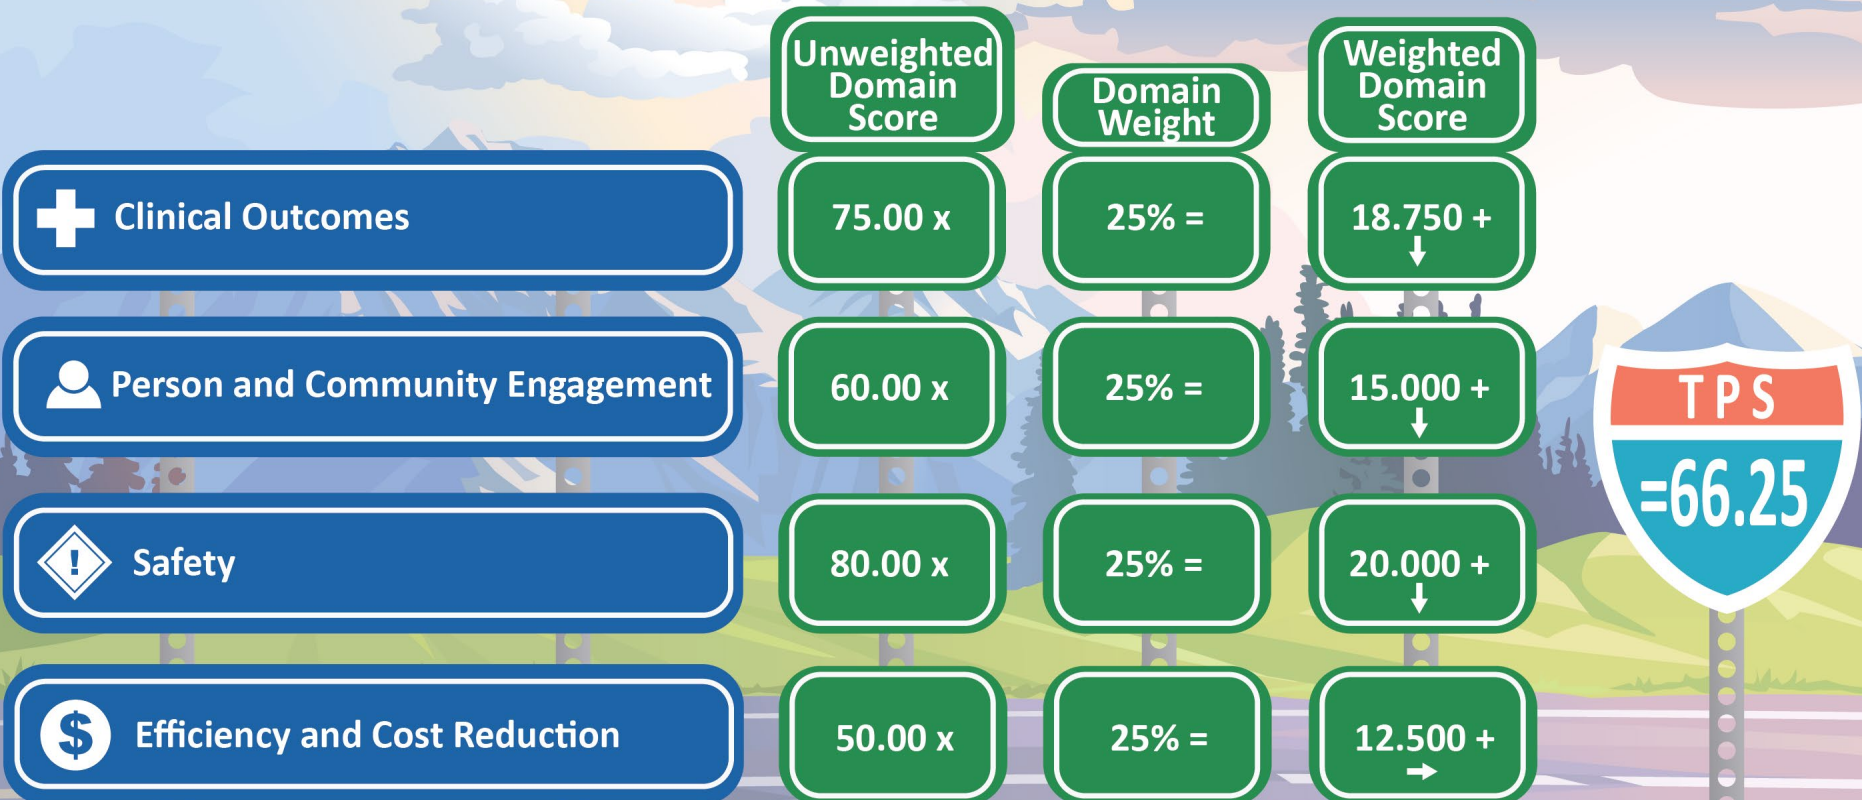 Unweighted
Domain
Score
Domain
Weight
Weighted
Domain
Score
Clinical Outcomes
75.00 x
25% =
18.750 +
Person and Community Engagement
60.00 x
25% =
15.000 +
! Safety
80.00 x
25% =
20.000 +
$ Efficiency and Cost Reduction
50.00 x
25% =
12.500 +
TPS
=66.25